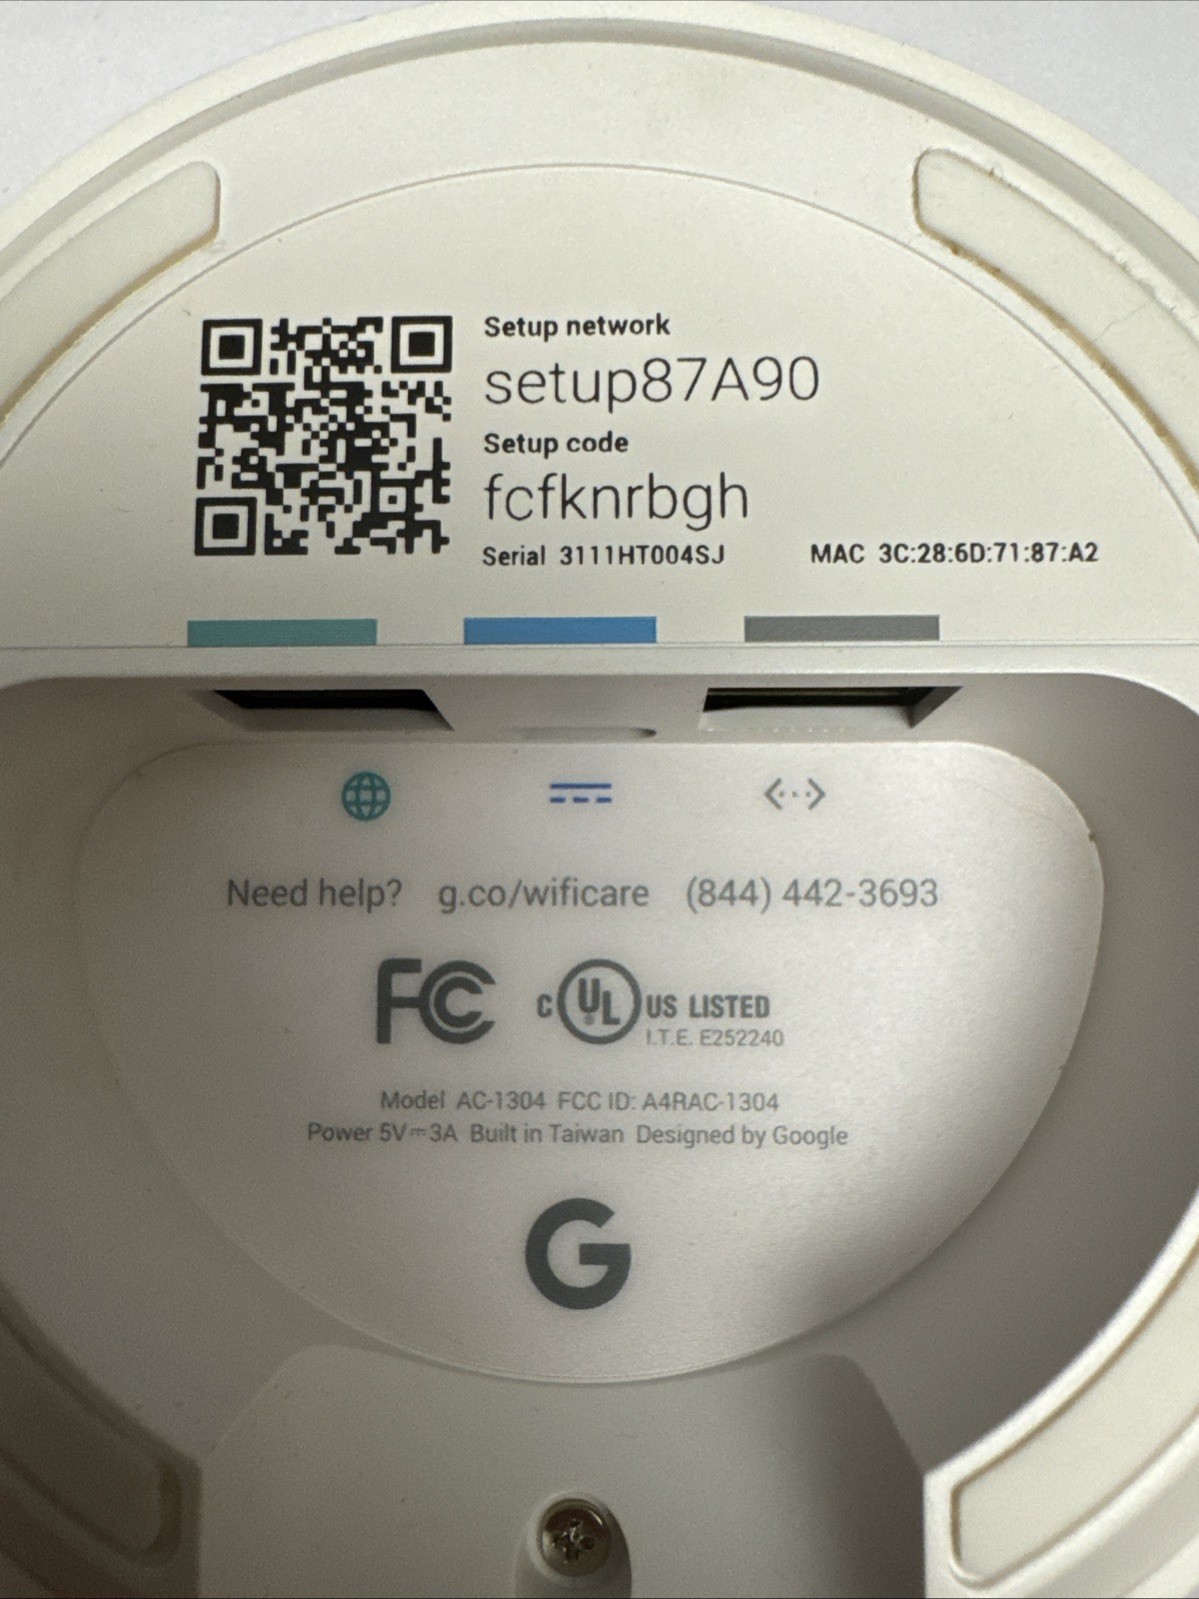 Setup network
setup87A90
Setup code
fcfknrbgh
Serial 3111HT004SJ MAC 3C:28:6D:71:87:A2
Need help? g.co/wificare (844) 442-3693
FC
c UL US LISTED
I.T.E. E252240
Model AC-1304 FCC ID: A4RAC-1304
Power 5V⎓3A Built in Taiwan Designed by Google
G